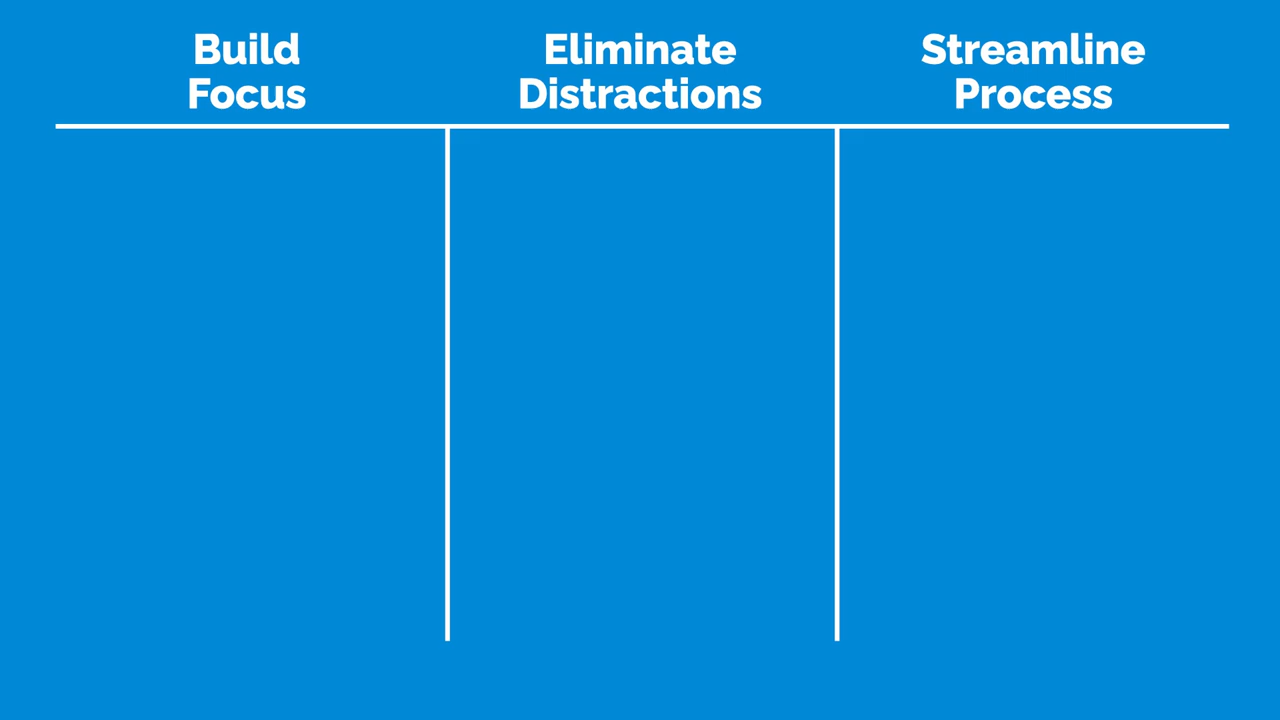 Build
Focus
Eliminate
Distractions
Streamline
Process